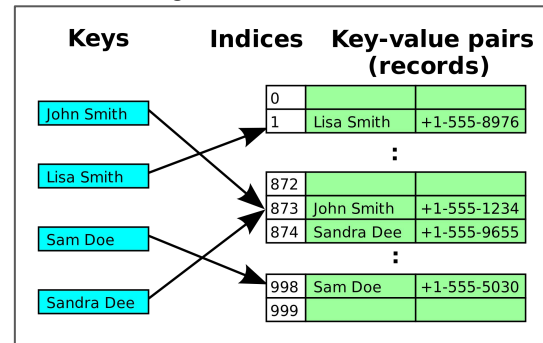 Keys
Indices
Key-value pairs
(records)
John Smith
Lisa Smith
Sam Doe
Sandra Dee
0
1 Lisa Smith +1-555-8976
:
872
873 John Smith +1-555-1234
874 Sandra Dee +1-555-9655
:
998 Sam Doe +1-555-5030
999